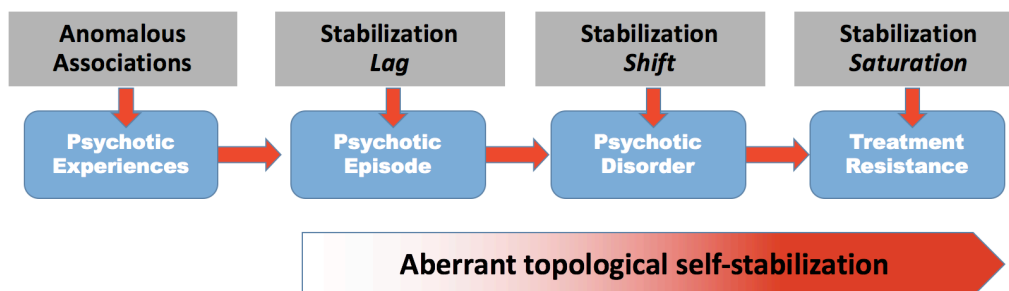 Anomalous
Associations
Stabilization
Lag
Stabilization
Shift
Stabilization
Saturation
Psychotic
Experiences
Psychotic
Episode
Psychotic
Disorder
Treatment
Resistance
Aberrant topological self-stabilization